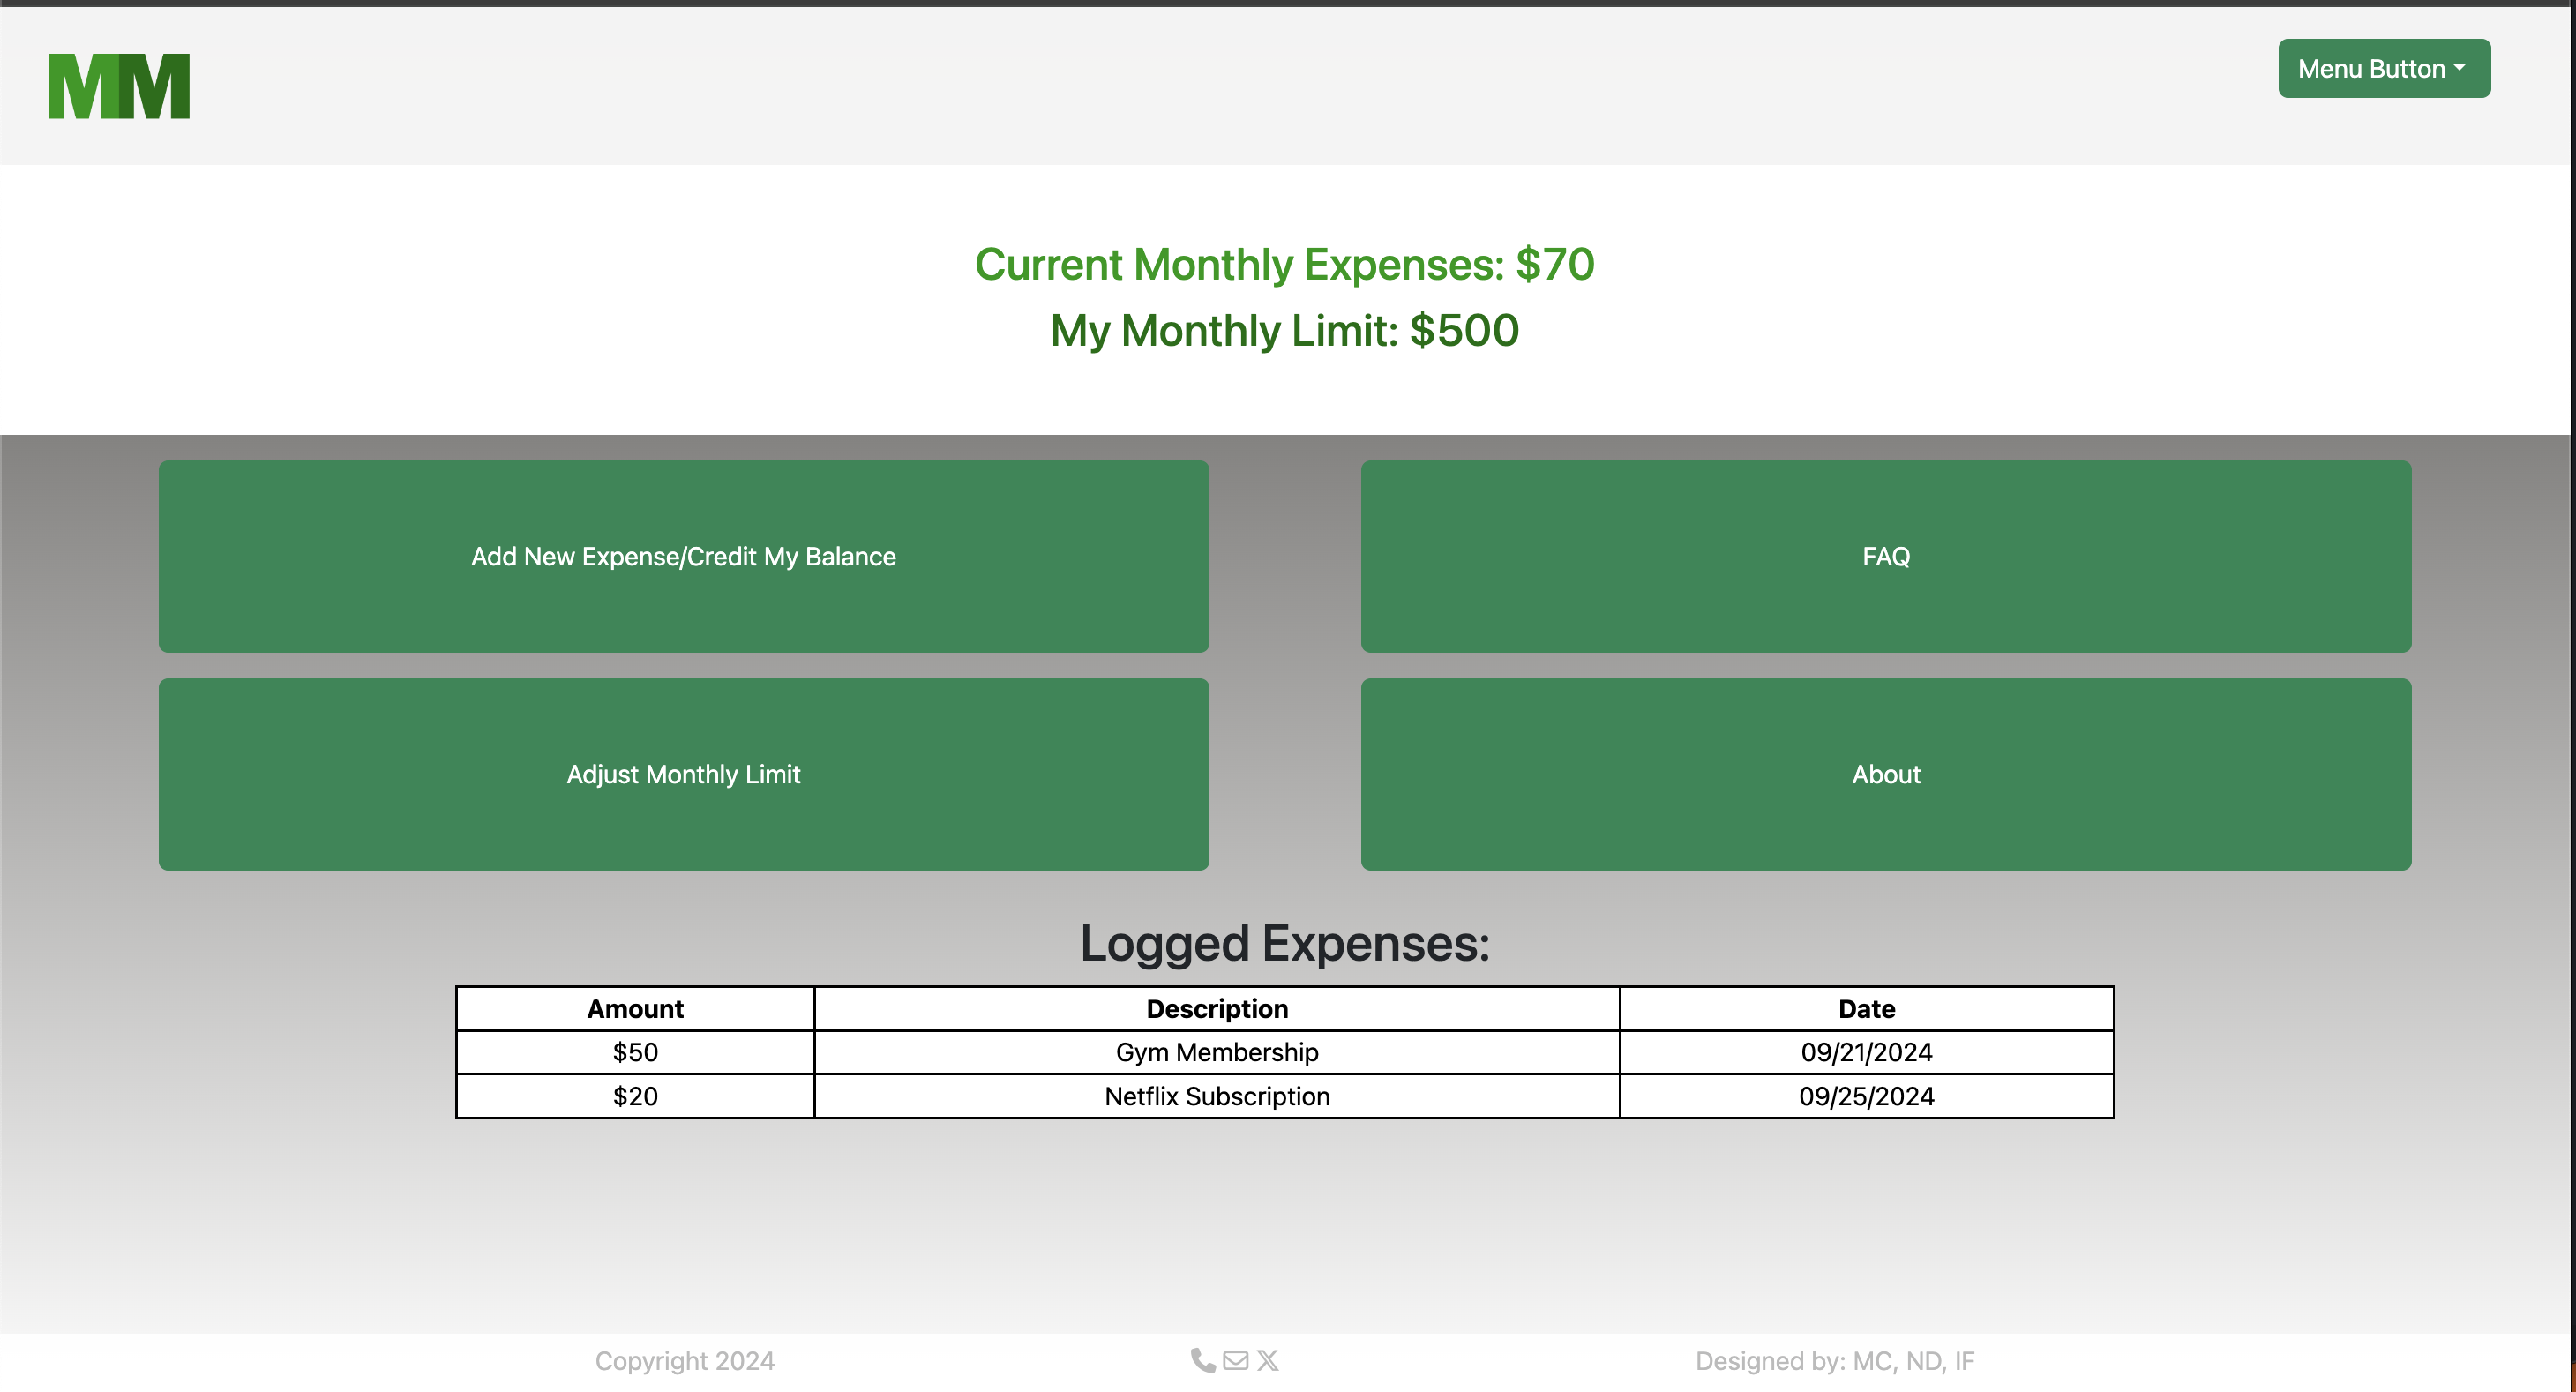 MM
Menu Button
Current Monthly Expenses: $70
My Monthly Limit: $500
Add New Expense/Credit My Balance
FAQ
Adjust Monthly Limit
About
Logged Expenses:
Amount Description Date
$50 Gym Membership 09/21/2024
$20 Netflix Subscription 09/25/2024
Copyright 2024 Designed by: MC, ND, IF